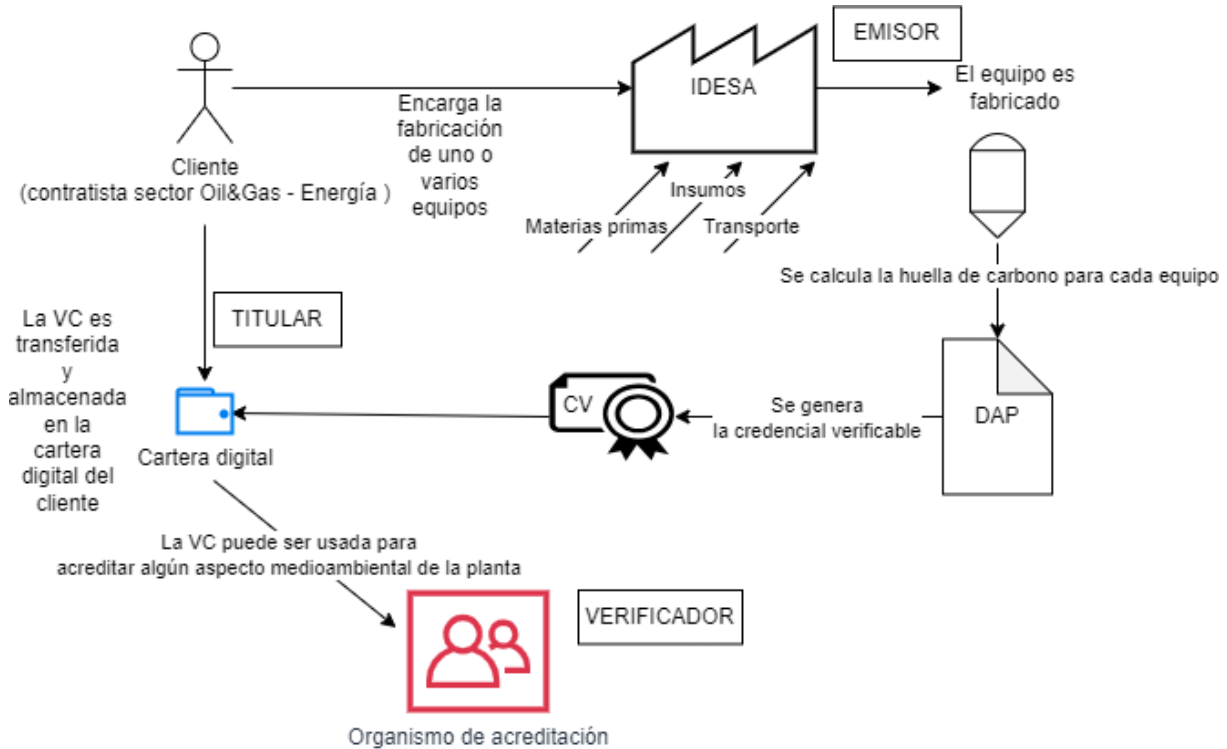 EMISOR
IDESA
El equipo es
fabricado
Encarga la
fabricación
de uno o
varios
equipos
Cliente
(contratista sector Oil&Gas - Energía )
Insumos
Materias primas
Transporte
Se calcula la huella de carbono para cada equipo
TITULAR
La VC es
transferida
y
almacenada
en la
cartera
digital del
cliente
Cartera digital
CV
Se genera
la credencial verificable
DAP
La VC puede ser usada para
acreditar algún aspecto medioambiental de la planta
VERIFICADOR
Organismo de acreditación